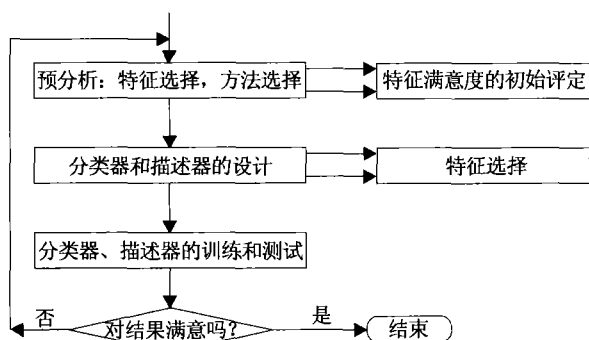 预分析：特征选择，方法选择
特征满意度的初始评定
分类器和描述器的设计
特征选择
分类器、描述器的训练和测试
否
对结果满意吗？
是
结束